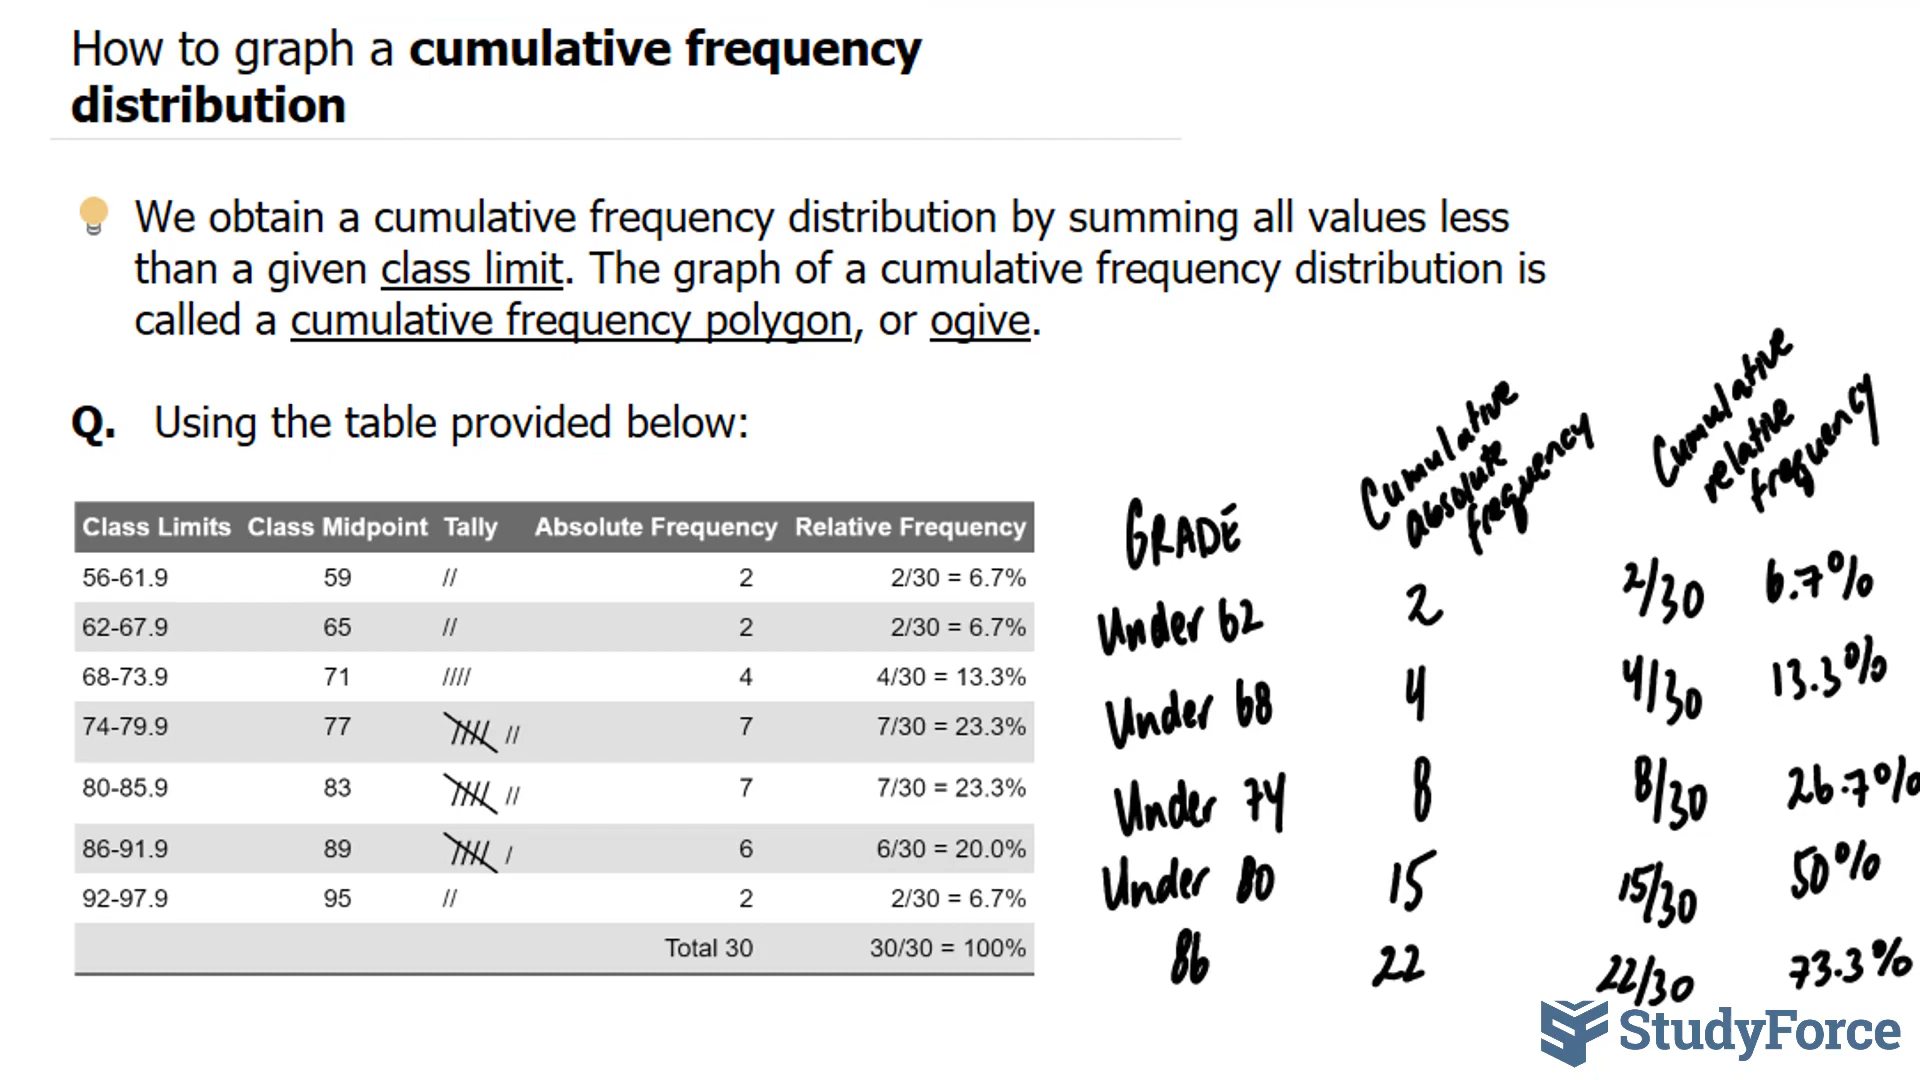 How to graph a cumulative frequency
distribution
We obtain a cumulative frequency distribution by summing all values less
than a given class limit. The graph of a cumulative frequency distribution is
called a cumulative frequency polygon, or ogive.
Q. Using the table provided below:
Class Limits Class Midpoint Tally Absolute Frequency Relative Frequency
56-61.9 59 // 2 2/30 = 6.7%
62-67.9 65 // 2 2/30 = 6.7%
68-73.9 71 //// 4 4/30 = 13.3%
74-79.9 77 //// // 7 7/30 = 23.3%
80-85.9 83 //// // 7 7/30 = 23.3%
86-91.9 89 //// / 6 6/30 = 20.0%
92-97.9 95 // 2 2/30 = 6.7%
Total 30 30/30 = 100%
GRADE
Cumulative
absolute
frequency
Cumulative
relative
frequency
Under 62 2 2/30 6.7%
Under 68 4 4/30 13.3%
Under 74 8 8/30 26.7%
Under 80 15 15/30 50%
86 22 22/30 73.3%
StudyForce